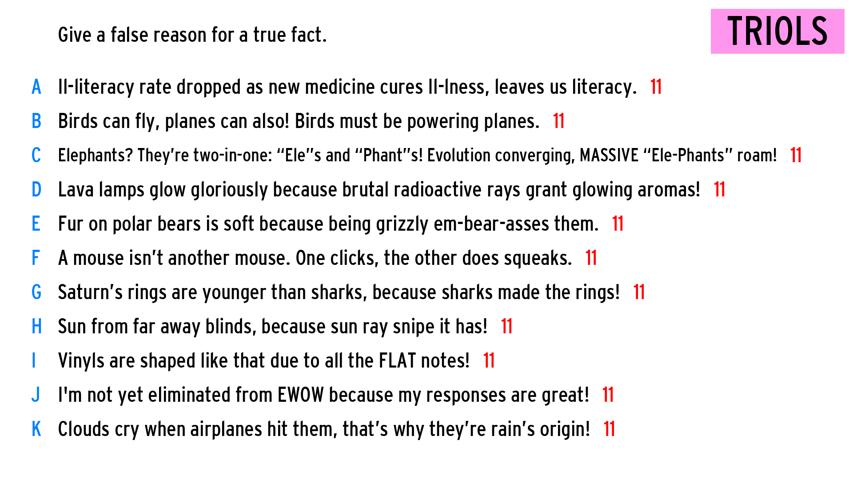 Give a false reason for a true fact.
TRIOLS
A Il-literacy rate dropped as new medicine cures Il-lness, leaves us literacy. 11
B Birds can fly, planes can also! Birds must be powering planes. 11
C Elephants? They're two-in-one: “Ele”s and “Phant”s! Evolution converging, MASSIVE “Ele-Phants” roam! 11
D Lava lamps glow gloriously because brutal radioactive rays grant glowing aromas! 11
E Fur on polar bears is soft because being grizzly em-bear-asses them. 11
F A mouse isn't another mouse. One clicks, the other does squeaks. 11
G Saturn's rings are younger than sharks, because sharks made the rings! 11
H Sun from far away blinds, because sun ray snipe it has! 11
I Vinyls are shaped like that due to all the FLAT notes! 11
J I'm not yet eliminated from EWOW because my responses are great! 11
K Clouds cry when airplanes hit them, that's why they're rain's origin! 11